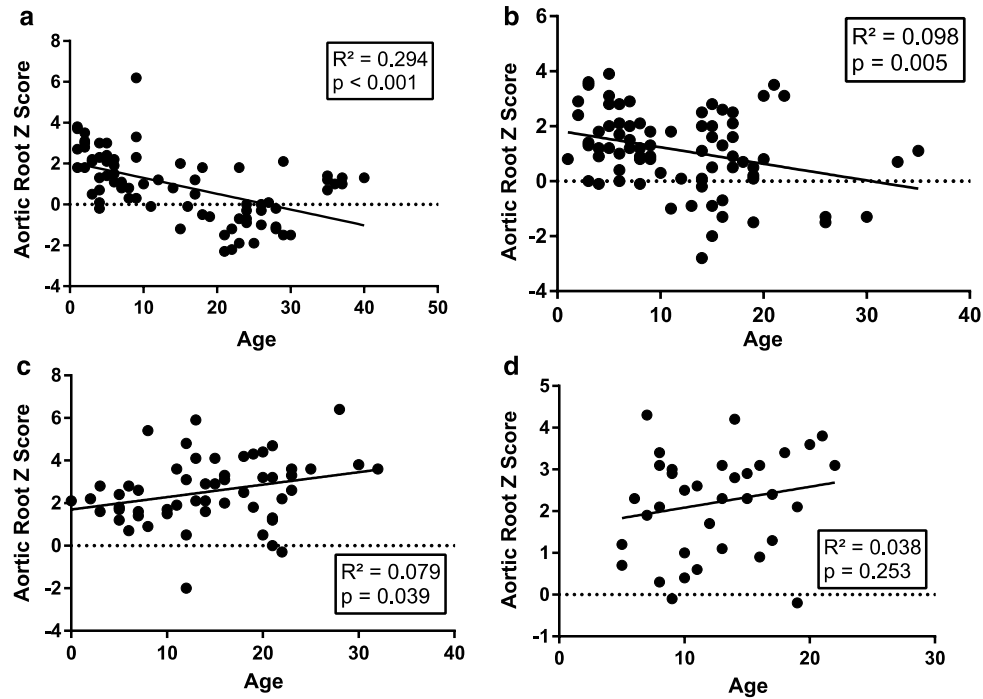 a
Aortic Root Z Score
8
6
4
2
0
-2
-4
R² = 0.294
p < 0.001
0 10 20 30 40 50
Age
b
Aortic Root Z Score
6
4
2
0
-2
-4
R² = 0.098
p = 0.005
0 10 20 30 40
Age
c
Aortic Root Z Score
8
6
4
2
0
-2
-4
R² = 0.079
p = 0.039
0 10 20 30 40
Age
d
Aortic Root Z Score
5
4
3
2
1
0
-1
R² = 0.038
p = 0.253
0 10 20 30
Age